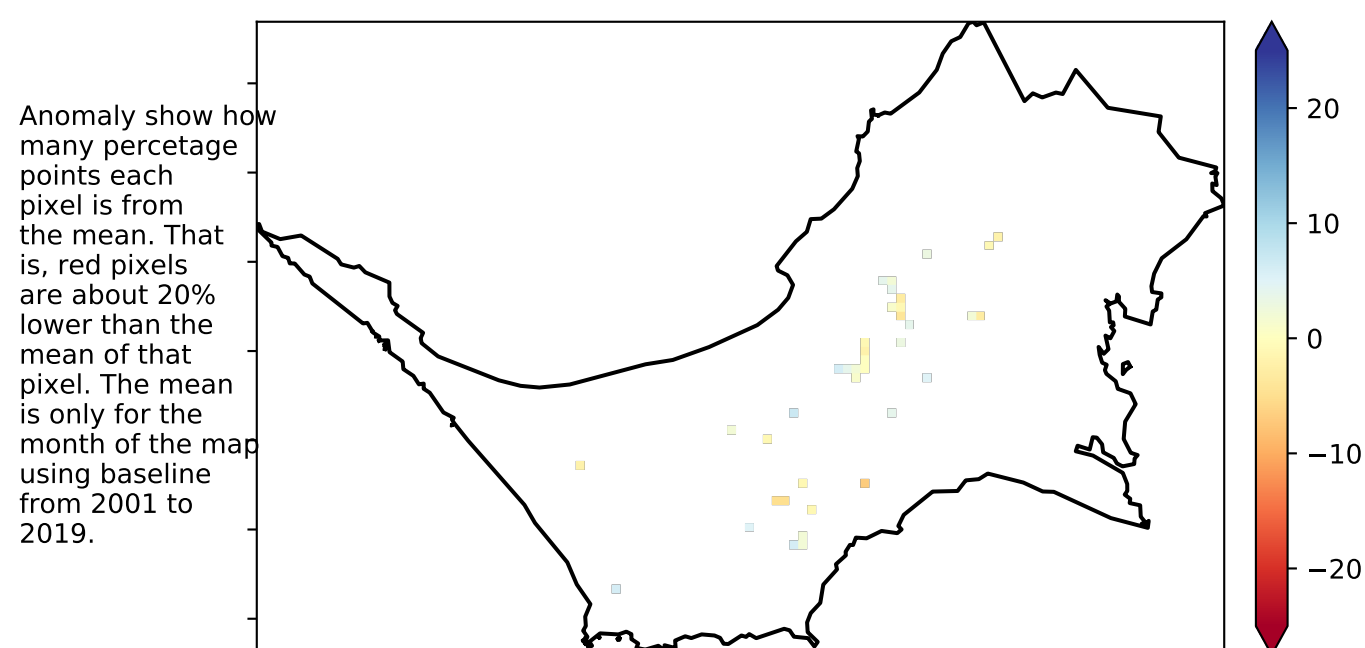 Anomaly show how
many percetage
points each
pixel is from
the mean. That
is, red pixels
are about 20%
lower than the
mean of that
pixel. The mean
is only for the
month of the map
using baseline
from 2001 to
2019.
20
10
0
−10
−20